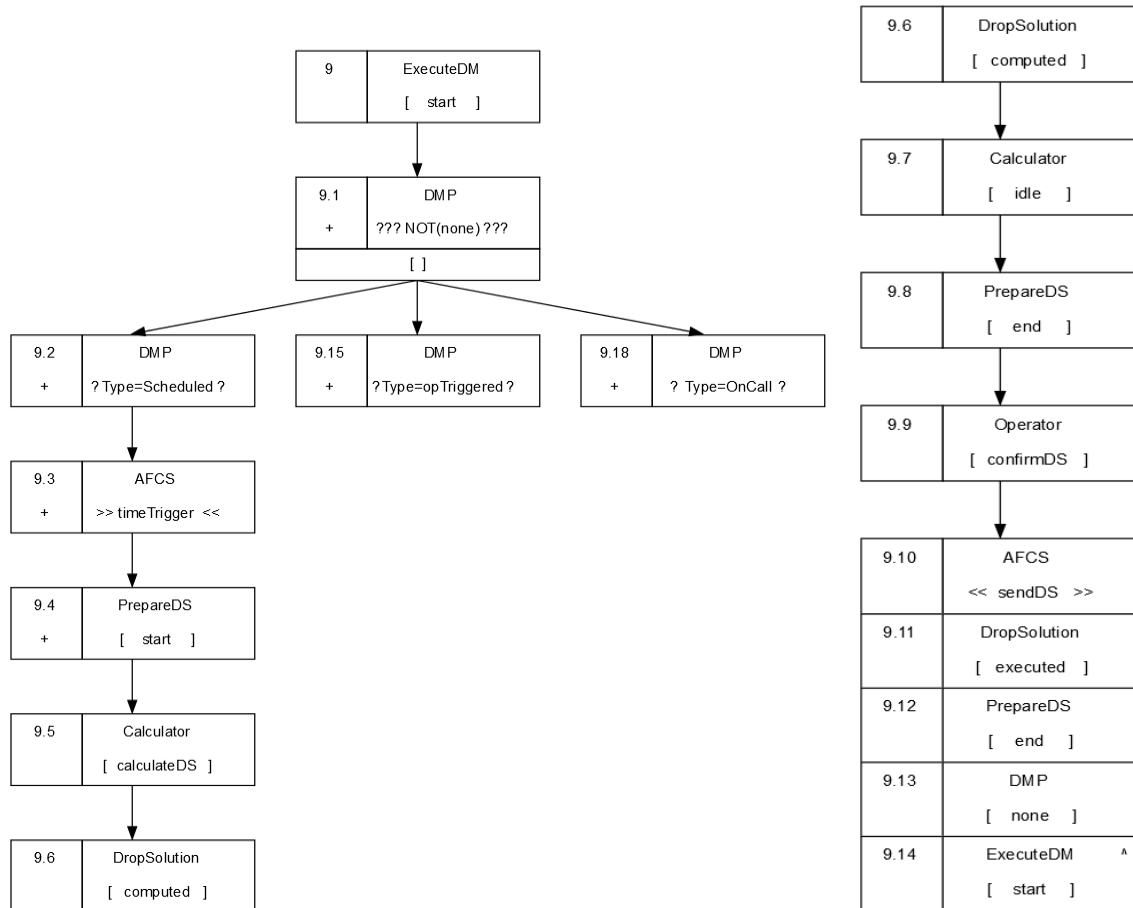 9 ExecuteDM
[ start ]
9.1 DMP
+ ??? NOT(none) ???
[ ]
9.2 DMP
+ ? Type=Scheduled ?
9.15 DMP
+ ? Type=opTriggered ?
9.18 DMP
+ ? Type=OnCall ?
9.3 AFCS
+ >> timeTrigger <<
9.4 PrepareDS
+ [ start ]
9.5 Calculator
[ calculateDS ]
9.6 DropSolution
[ computed ]
9.6 DropSolution
[ computed ]
9.7 Calculator
[ idle ]
9.8 PrepareDS
[ end ]
9.9 Operator
[ confirmDS ]
9.10 AFCS
<< sendDS >>
9.11 DropSolution
[ executed ]
9.12 PrepareDS
[ end ]
9.13 DMP
[ none ]
9.14 ExecuteDM ^
[ start ]